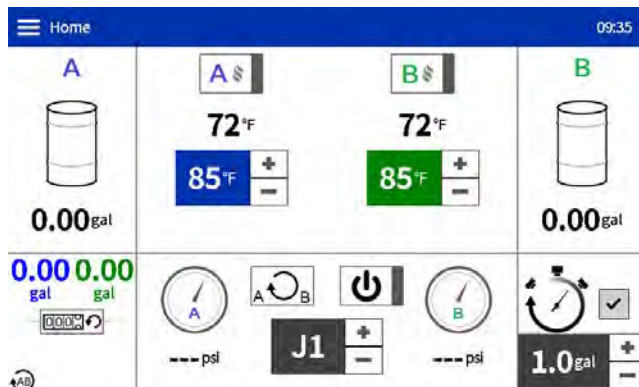 Home 09:35
A
A
B
B
72°F
72°F
85°F + −
85°F + −
0.00gal
0.00gal
0.00 0.00
gal gal
A
A B
B
--- psi
J1 + −
--- psi
1.0gal + −
AB